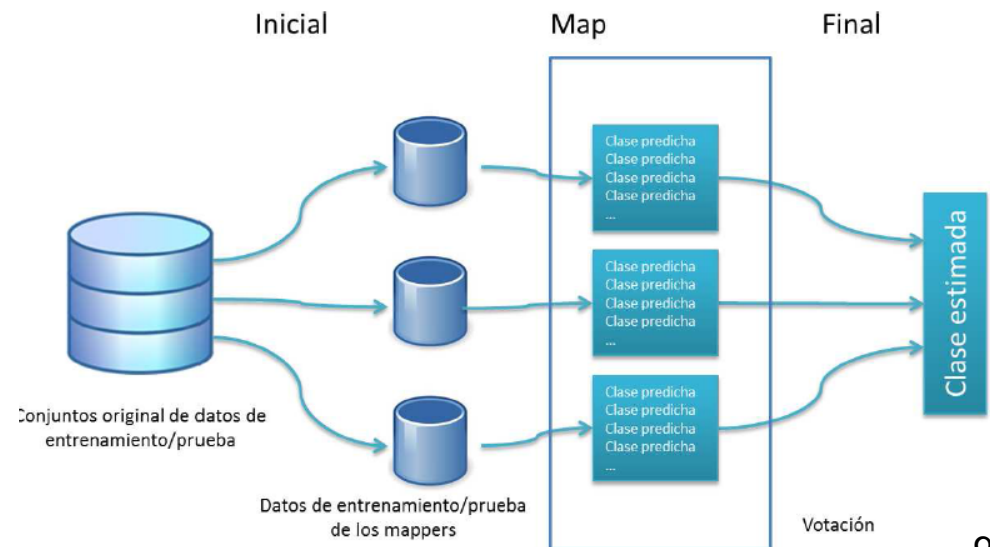 Inicial
Map
Final
Clase predicha
Clase predicha
Clase predicha
Clase predicha
...
Clase predicha
Clase predicha
Clase predicha
Clase predicha
...
Clase predicha
Clase predicha
Clase predicha
Clase predicha
...
Clase estimada
Conjuntos original de datos de
entrenamiento/prueba
Datos de entrenamiento/prueba
de los mappers
Votación